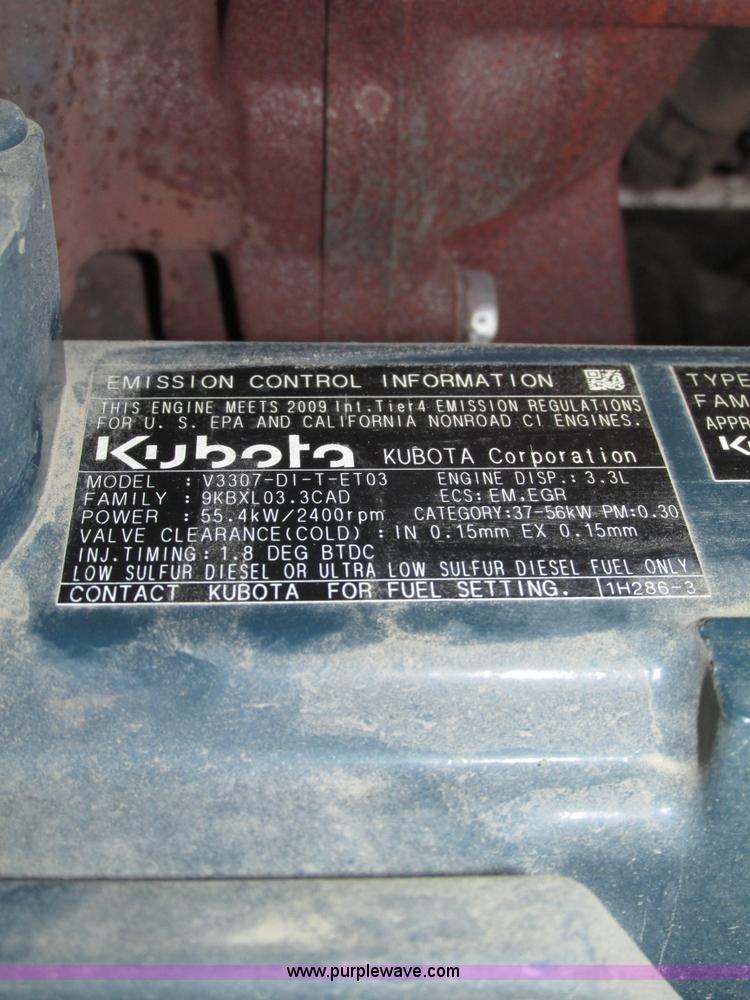 EMISSION CONTROL INFORMATION
THIS ENGINE MEETS 2009 Int.Tier4 EMISSION REGULATIONS
FOR U. S. EPA AND CALIFORNIA NONROAD CI ENGINES.
Kubota KUBOTA Corporation
MODEL : V3307-DI-T-ET03 ENGINE DISP.: 3.3L
FAMILY : 9KBXL03.3CAD ECS: EM.EGR
POWER : 55.4kW/2400rpm CATEGORY:37-56kW PM:0.30
VALVE CLEARANCE(COLD) : IN 0.15mm EX 0.15mm
INJ.TIMING: 1.8 DEG BTDC
LOW SULFUR DIESEL OR ULTRA LOW SULFUR DIESEL FUEL ONLY
CONTACT KUBOTA FOR FUEL SETTING. 1H286-3
TYPE
FAM
APPR
www.purplewave.com